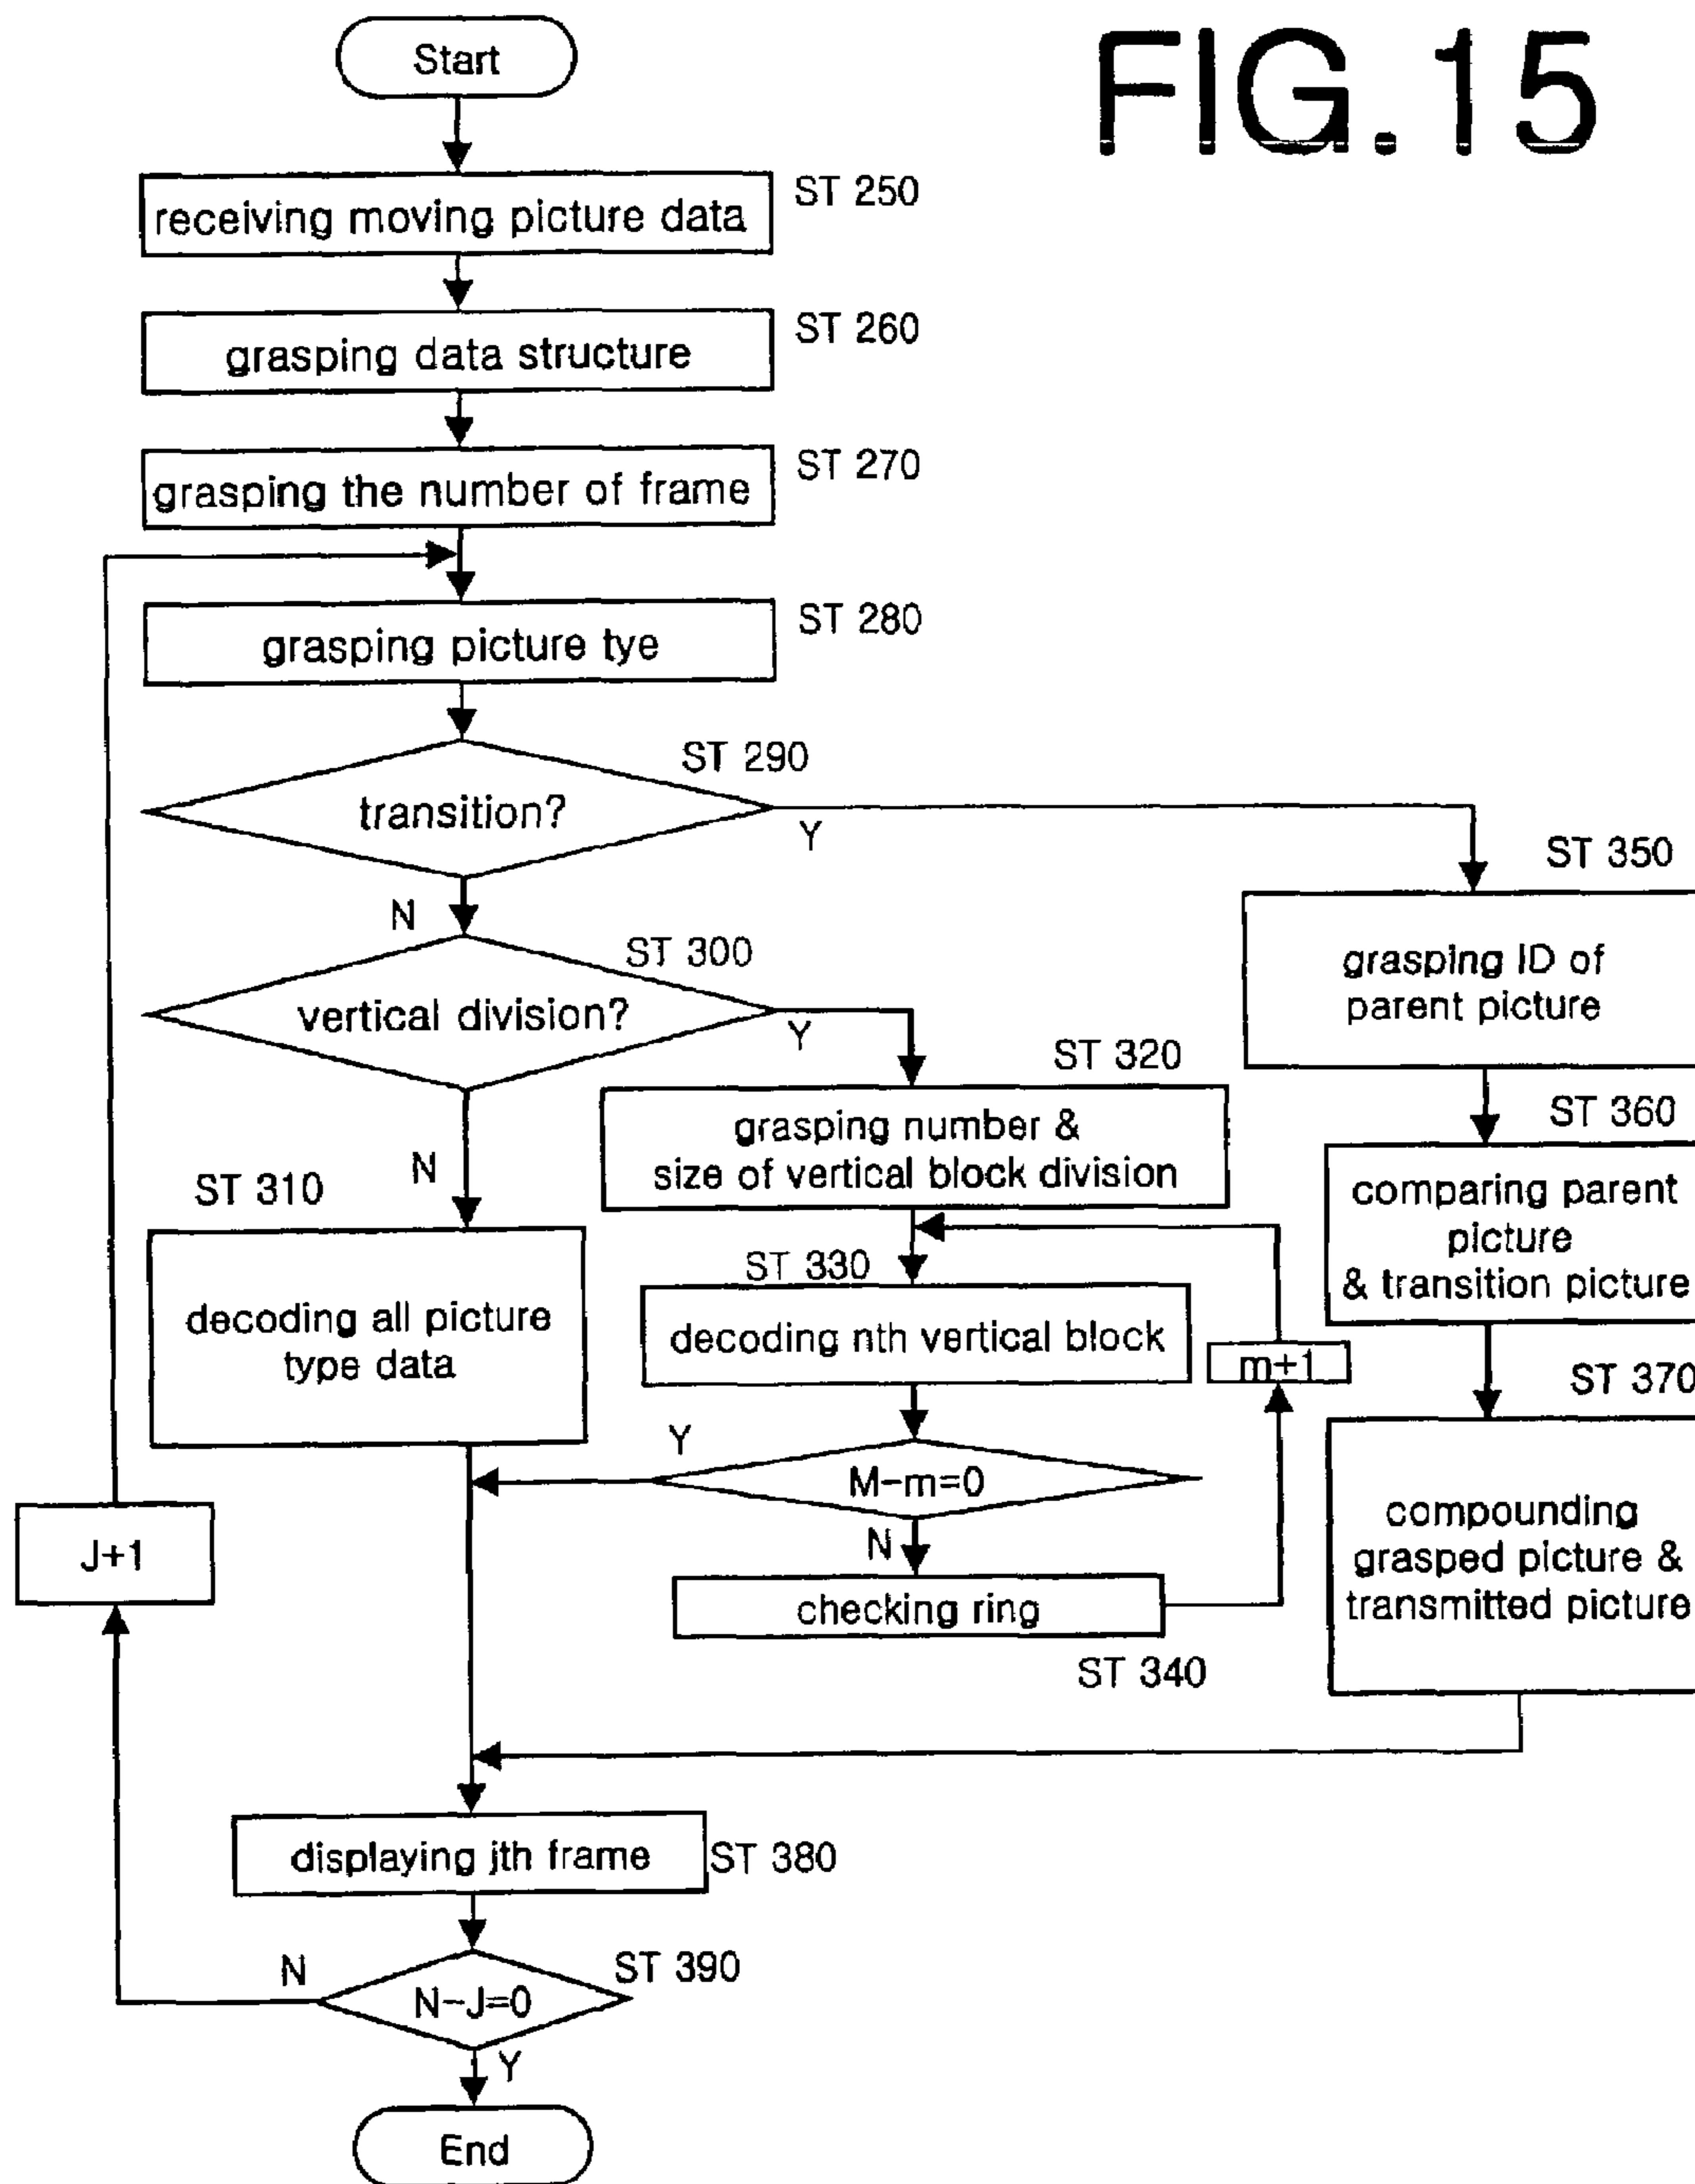 FIG.15
Start
receiving moving picture data
ST 250
grasping data structure
ST 260
grasping the number of frame
ST 270
grasping picture tye
ST 280
transition?
ST 290
Y
N
vertical division?
ST 300
Y
N
ST 310
decoding all picture
type data
ST 320
grasping number &
size of vertical block division
ST 330
decoding nth vertical block
m+1
Y
M-m=0
N
checking ring
ST 340
ST 350
grasping ID of
parent picture
ST 360
comparing parent
picture
& transition picture
ST 370
compounding
grasped picture &
transmitted picture
J+1
displaying jth frame
ST 380
N
N-J=0
ST 390
Y
End